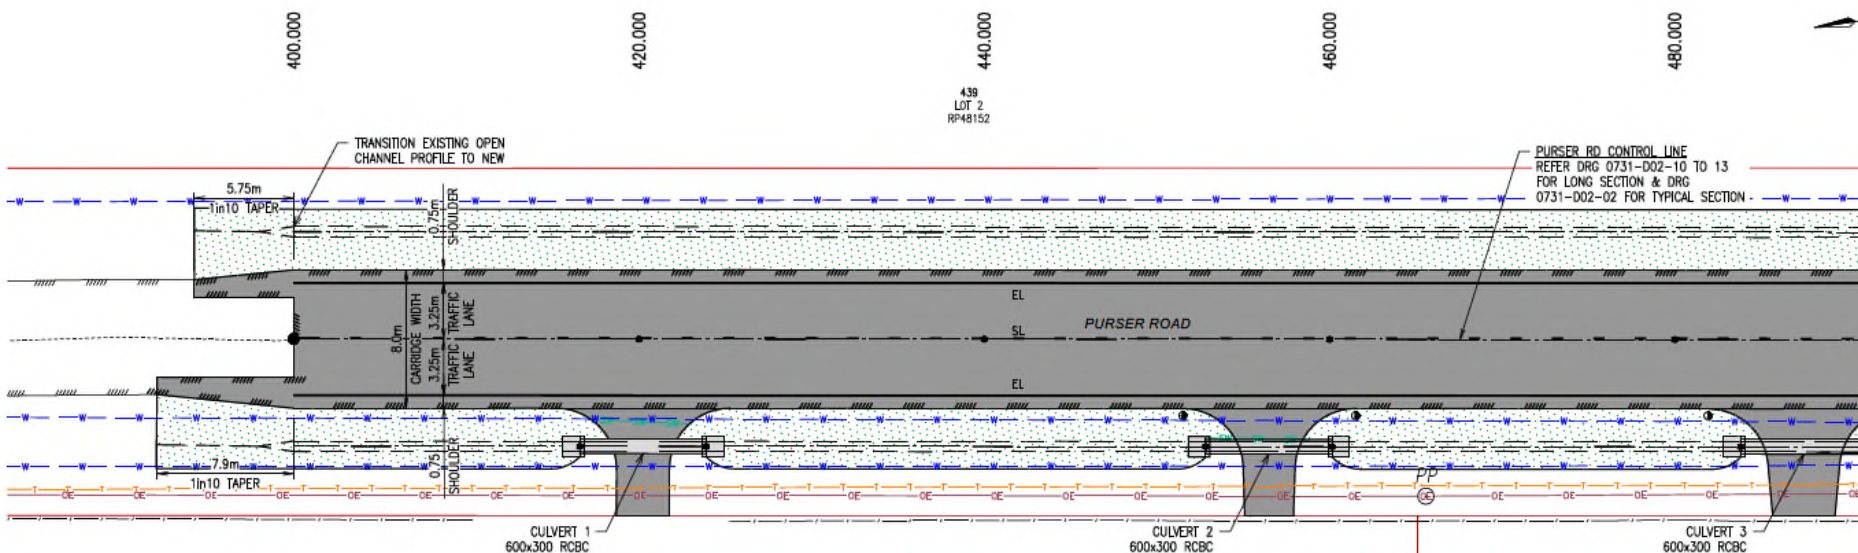 400.000
420.000
440.000
460.000
480.000
439
LOT 2
RP48152
TRANSITION EXISTING OPEN
CHANNEL PROFILE TO NEW
PURSER RD CONTROL LINE
REFER DRG 0731-D02-10 TO 13
FOR LONG SECTION & DRG
0731-D02-02 FOR TYPICAL SECTION
5.75m
1in10 TAPER
0.75m
SHOULDER
8.0m
CARRIDGE WIDTH
3.25m
TRAFFIC
LANE
3.25m
TRAFFIC
LANE
EL
SL
PURSER ROAD
EL
0.75
SHOULDER
7.9m
1in10 TAPER
PP
CULVERT 1
600x300 RCBC
CULVERT 2
600x300 RCBC
CULVERT 3
600x300 RCBC